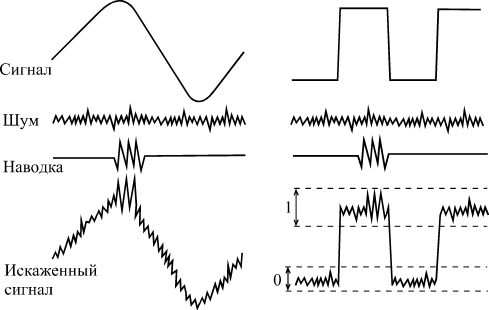 Сигнал
Шум
Наводка
1
0
Искаженный
сигнал